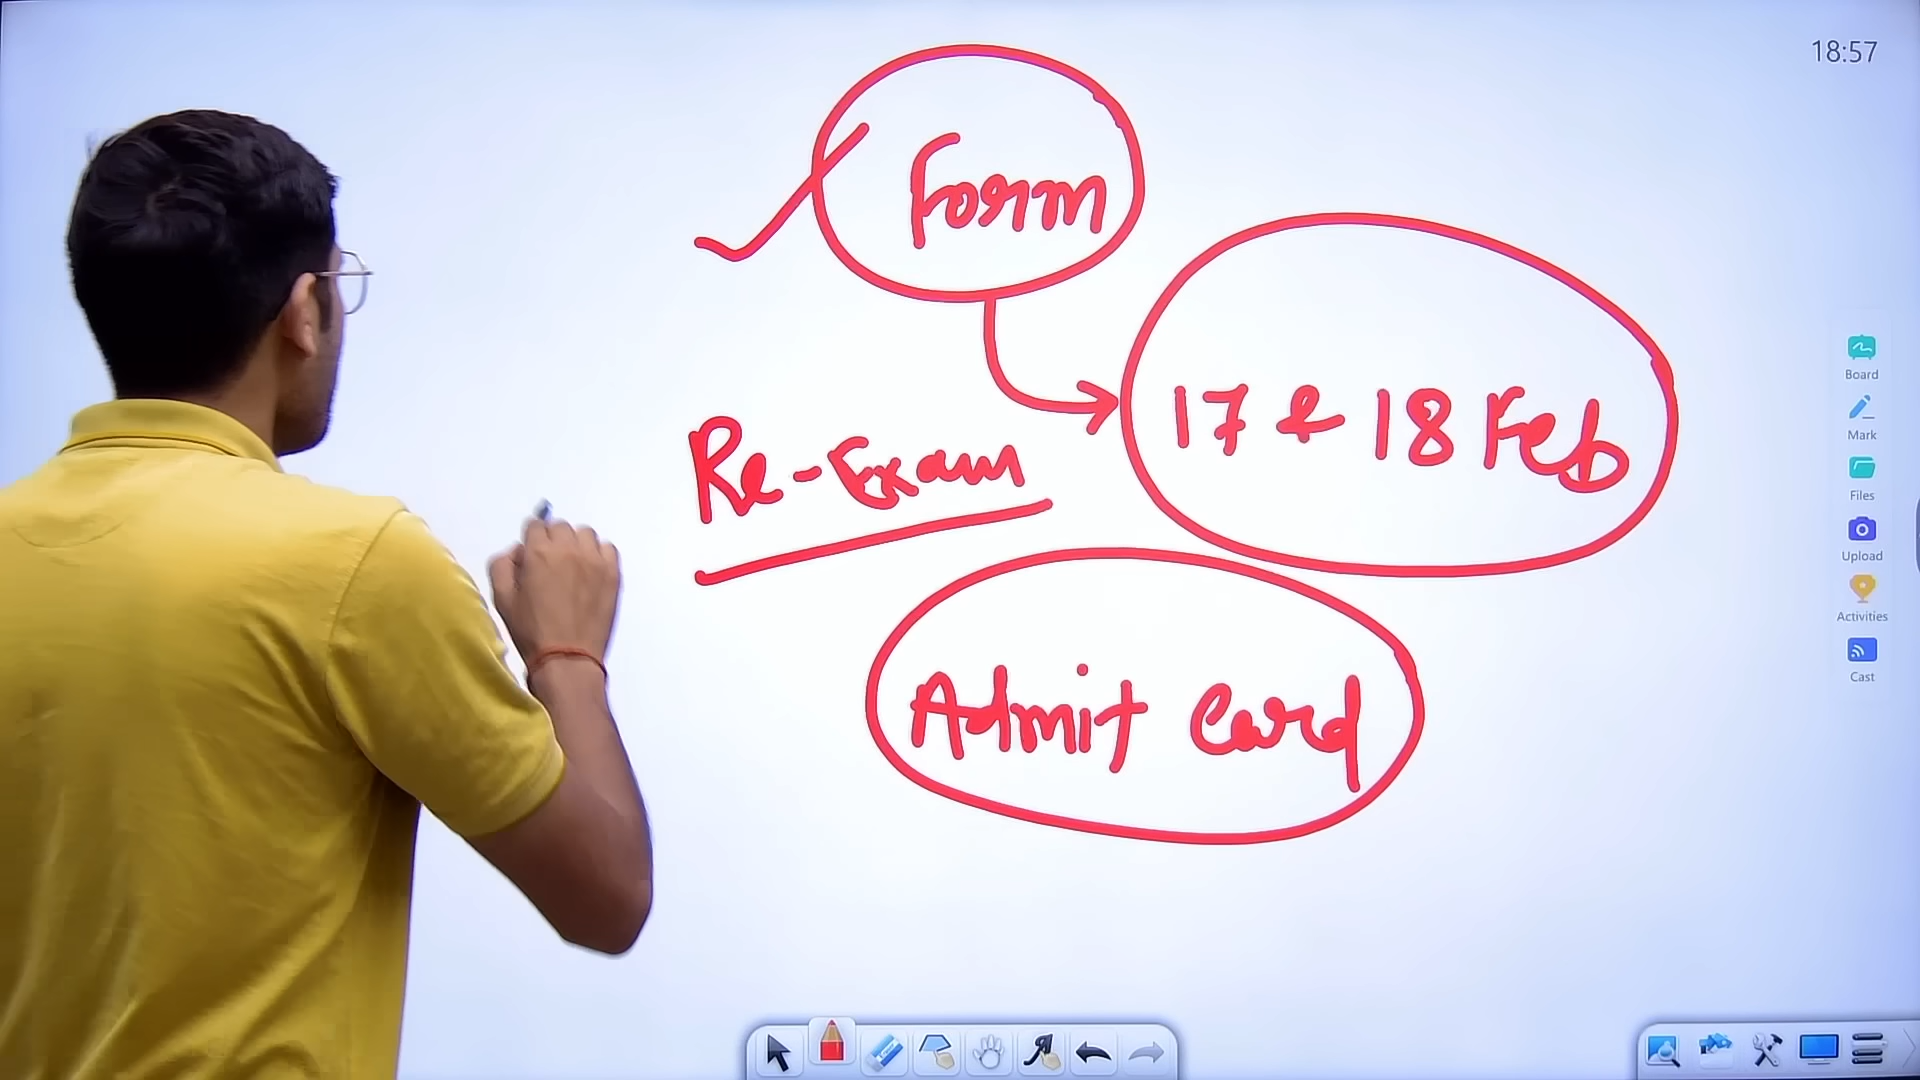 18:57
Form
17 & 18 Feb
Re-Exam
Admit Card
Board
Mark
Files
Upload
Activities
Cast